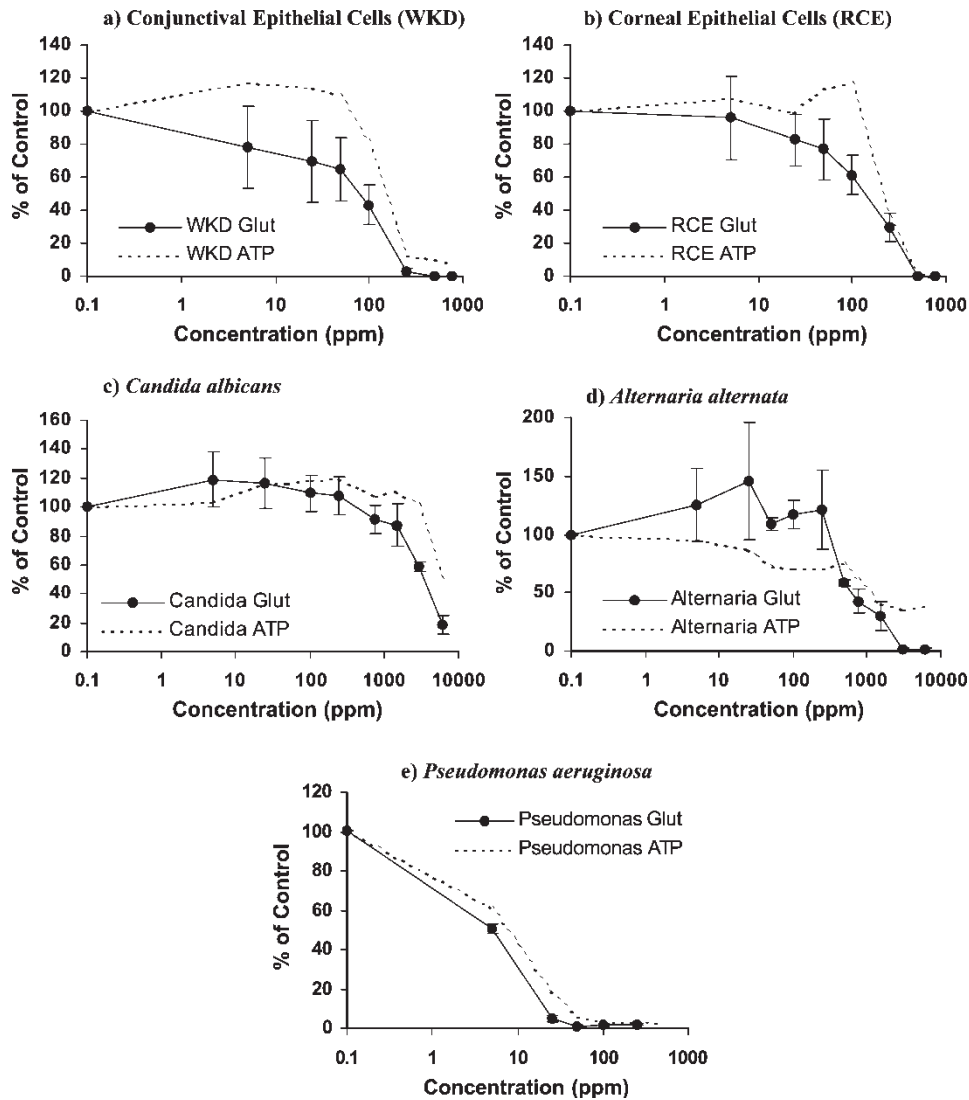 a) Conjunctival Epithelial Cells (WKD)
% of Control
140
120
100
80
60
40
20
0
WKD Glut
WKD ATP
0.1 1 10 100 1000
Concentration (ppm)
b) Corneal Epithelial Cells (RCE)
% of Control
140
120
100
80
60
40
20
0
RCE Glut
RCE ATP
0.1 1 10 100 1000
Concentration (ppm)
c) Candida albicans
% of Control
160
140
120
100
80
60
40
20
0
Candida Glut
Candida ATP
0.1 1 10 100 1000 10000
Concentration (ppm)
d) Alternaria alternata
% of Control
200
150
100
50
0
Alternaria Glut
Alternaria ATP
0.1 1 10 100 1000 10000
Concentration (ppm)
e) Pseudomonas aeruginosa
% of Control
120
100
80
60
40
20
0
Pseudomonas Glut
Pseudomonas ATP
0.1 1 10 100 1000
Concentration (ppm)